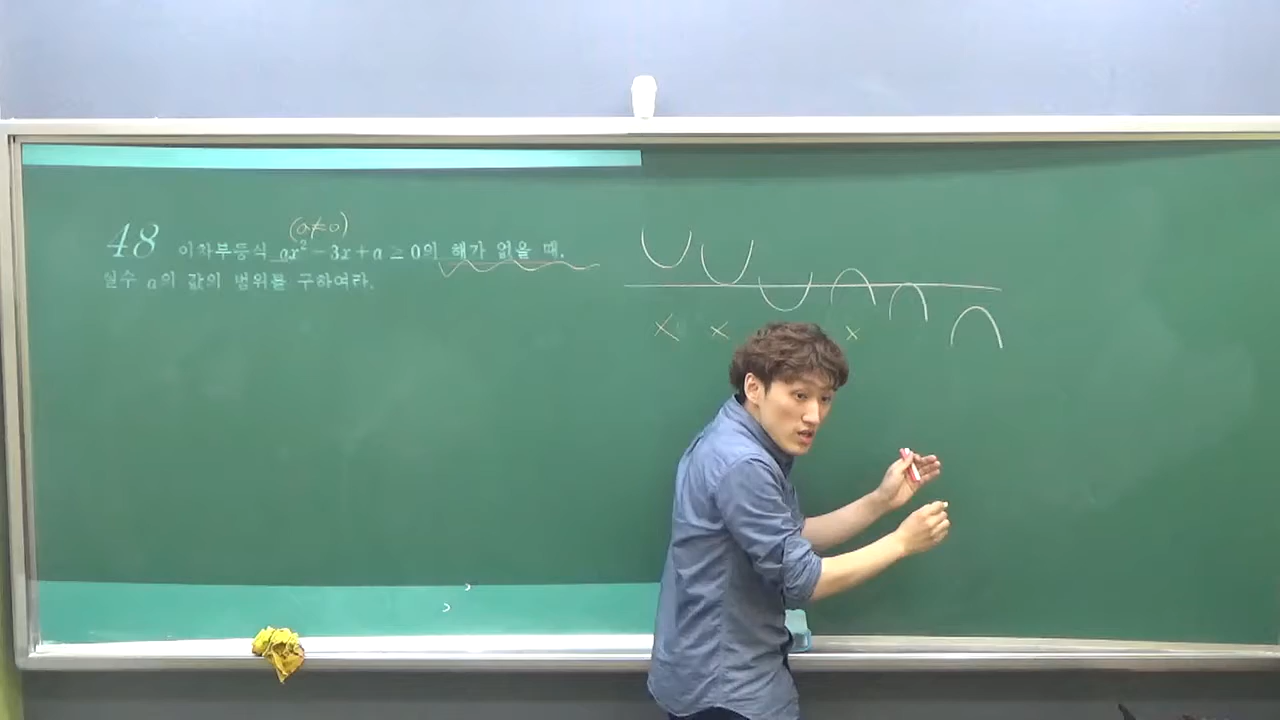 (a≠0)
48 이차부등식 ax² − 3x + a ≥ 0의 해가 없을 때,
실수 a의 값의 범위를 구하여라.
× × ×